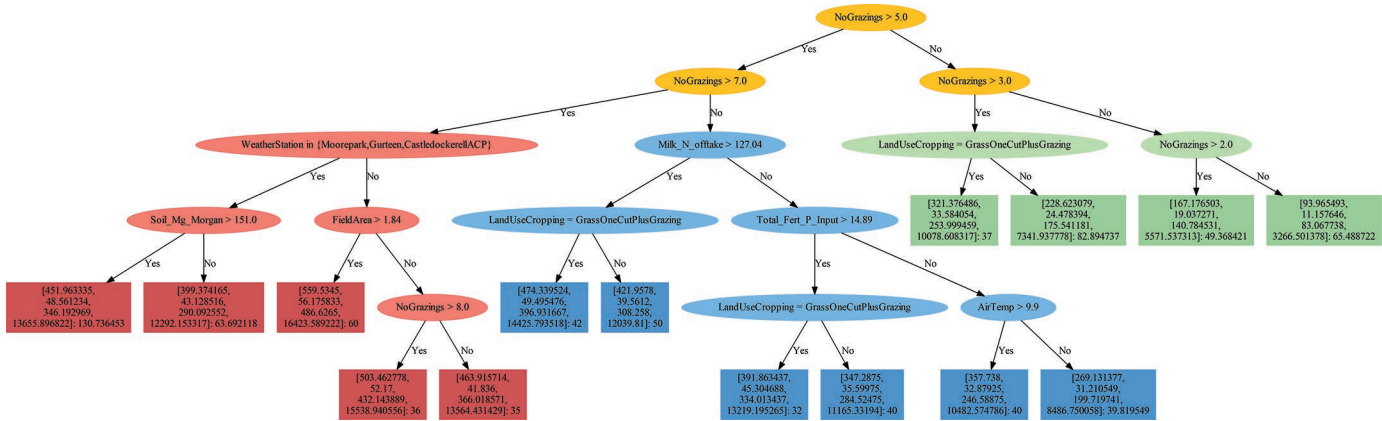 NoGrazings > 5.0
Yes
No
NoGrazings > 7.0
NoGrazings > 3.0
Yes
No
Yes
No
WeatherStation in {Moorepark,Gurteen,CastledockerellACP}
Milk_N_offtake > 127.04
LandUseCropping = GrassOneCutPlusGrazing
NoGrazings > 2.0
Yes
No
Yes
No
Yes
No
Yes
No
Soil_Mg_Morgan > 151.0
FieldArea > 1.84
LandUseCropping = GrassOneCutPlusGrazing
Total_Fert_P_Input > 14.89
[321.376486,
33.584054,
253.999459,
10078.608317]: 37
[228.623079,
24.478394,
175.541181,
7341.937778]: 82.894737
[167.176503,
19.037271,
140.784531,
5571.537313]: 49.368421
[93.965493,
11.157646,
83.067738,
3266.501378]: 65.488722
Yes
No
Yes
No
Yes
No
Yes
No
[451.963335,
48.561234,
346.192969,
13655.896822]: 130.736453
[399.374165,
43.128516,
290.092552,
12292.153317]: 63.692118
[559.5345,
56.175833,
486.6265,
16423.589222]: 60
NoGrazings > 8.0
[474.339524,
49.495476,
396.931667,
14425.793518]: 42
[421.9578,
39.5612,
308.258,
12039.81]: 50
LandUseCropping = GrassOneCutPlusGrazing
AirTemp > 9.9
Yes
No
Yes
No
Yes
No
[503.462778,
52.17,
432.143889,
15538.940556]: 36
[463.915714,
41.836,
366.018571,
13564.431429]: 35
[391.863437,
45.304688,
334.013437,
13219.195265]: 32
[347.2875,
35.59975,
284.52475,
11165.33194]: 40
[357.738,
32.87925,
246.58875,
10482.574786]: 40
[269.131377,
31.210549,
199.719741,
8486.750058]: 39.819549